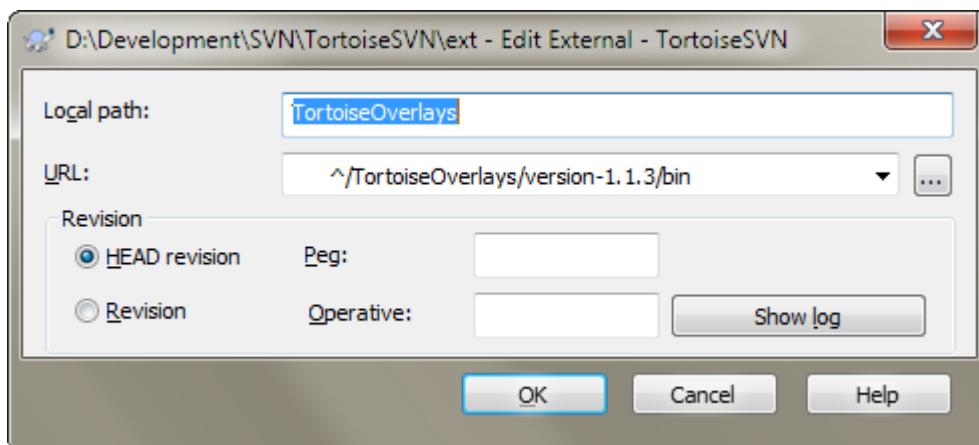 D:\Development\SVN\TortoiseSVN\ext - Edit External - TortoiseSVN
Local path: TortoiseOverlays
URL: ^/TortoiseOverlays/version-1.1.3/bin ...
Revision
HEAD revision Peg:
Revision Operative: Show log
OK Cancel Help